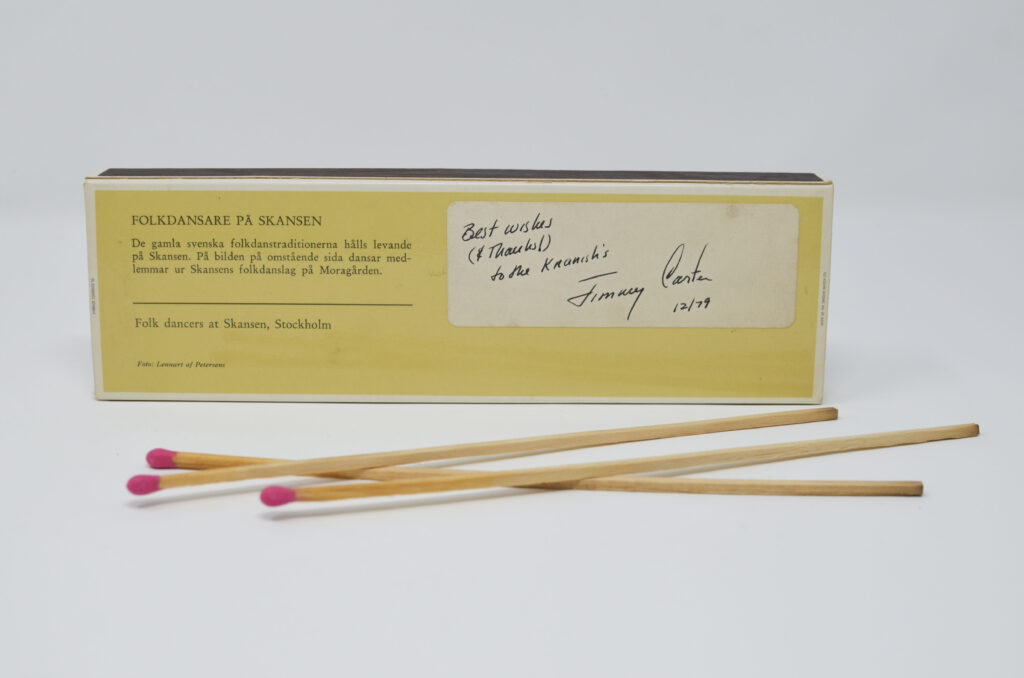 FOLKDANSARE PÅ SKANSEN
De gamla svenska folkdanstraditionerna hålls levande
på Skansen. På bilden på omstående sida dansar med-
lemmar ur Skansens folkdanslag på Moragården.
Folk dancers at Skansen, Stockholm
Foto: Lennart af Petersens
Best wishes
(& Thanks!)
to the Kranish's
Jimmy Carter
12/79